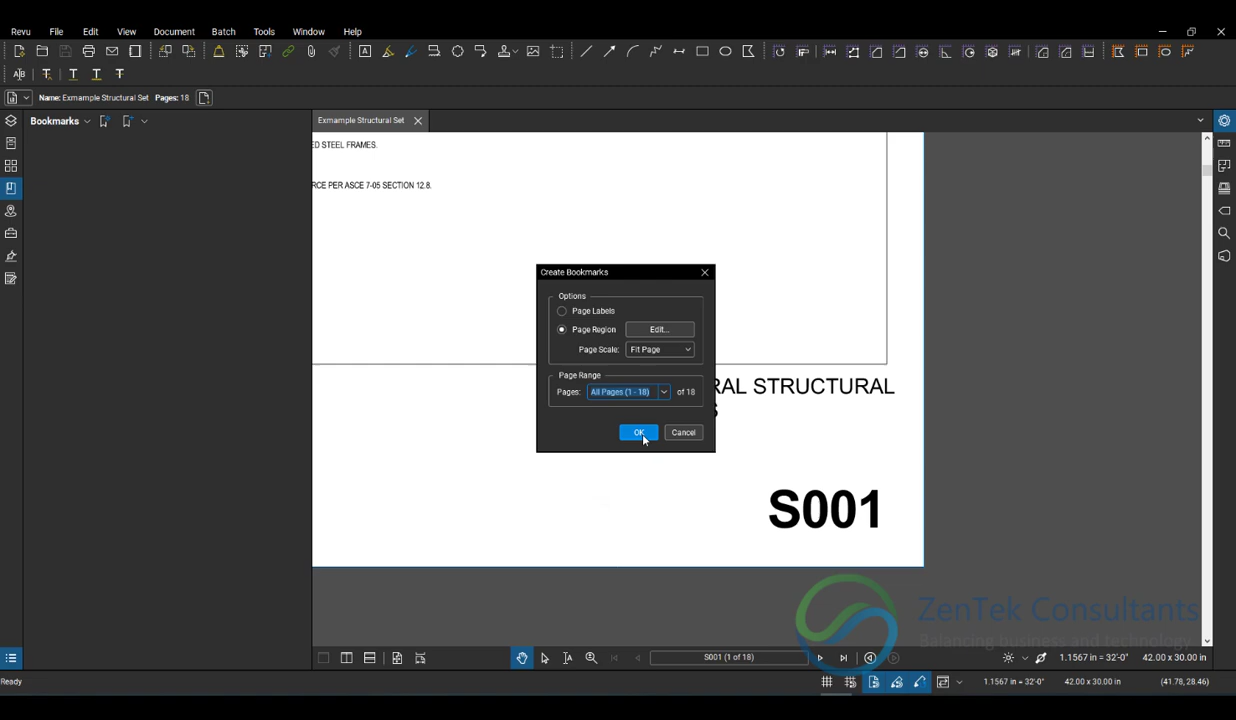 Revu File Edit View Document Batch Tools Window Help
Name: Exmample Structural Set Pages: 18
Bookmarks
Exmample Structural Set
ED STEEL FRAMES.
RCE PER ASCE 7-05 SECTION 12.8.
Create Bookmarks
Options
Page Labels
Page Region Edit...
Page Scale: Fit Page
Page Range
Pages: All Pages (1 - 18) of 18
OK Cancel
RAL STRUCTURAL
S
S001
ZenTek Consultants
Balancing business and technology
S001 (1 of 18) 1.1567 in = 32'-0" 42.00 x 30.00 in
Ready 1.1567 in = 32'-0" 42.00 x 30.00 in (41.78, 28.46)